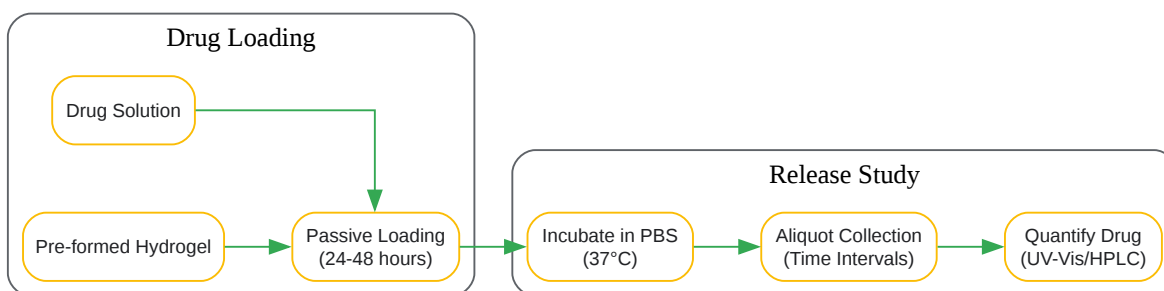 Drug Loading
Drug Solution
Pre-formed Hydrogel
Passive Loading
(24-48 hours)
Release Study
Incubate in PBS
(37°C)
Aliquot Collection
(Time Intervals)
Quantify Drug
(UV-Vis/HPLC)